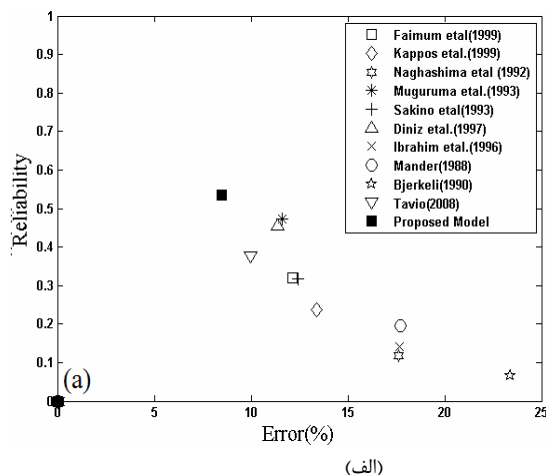 1
0.9
0.8
0.7
0.6
0.5
0.4
0.3
0.2
0.1
0
Reliability
Faimum etal(1999)
Kappos etal.(1999)
Naghashima etal (1992)
Muguruma etal.(1993)
Sakino etal(1993)
Diniz etal.(1997)
Ibrahim etal.(1996)
Mander(1988)
Bjerkeli(1990)
Tavio(2008)
Proposed Model
(a)
0 5 10 15 20 25
Error(%)
(الف)